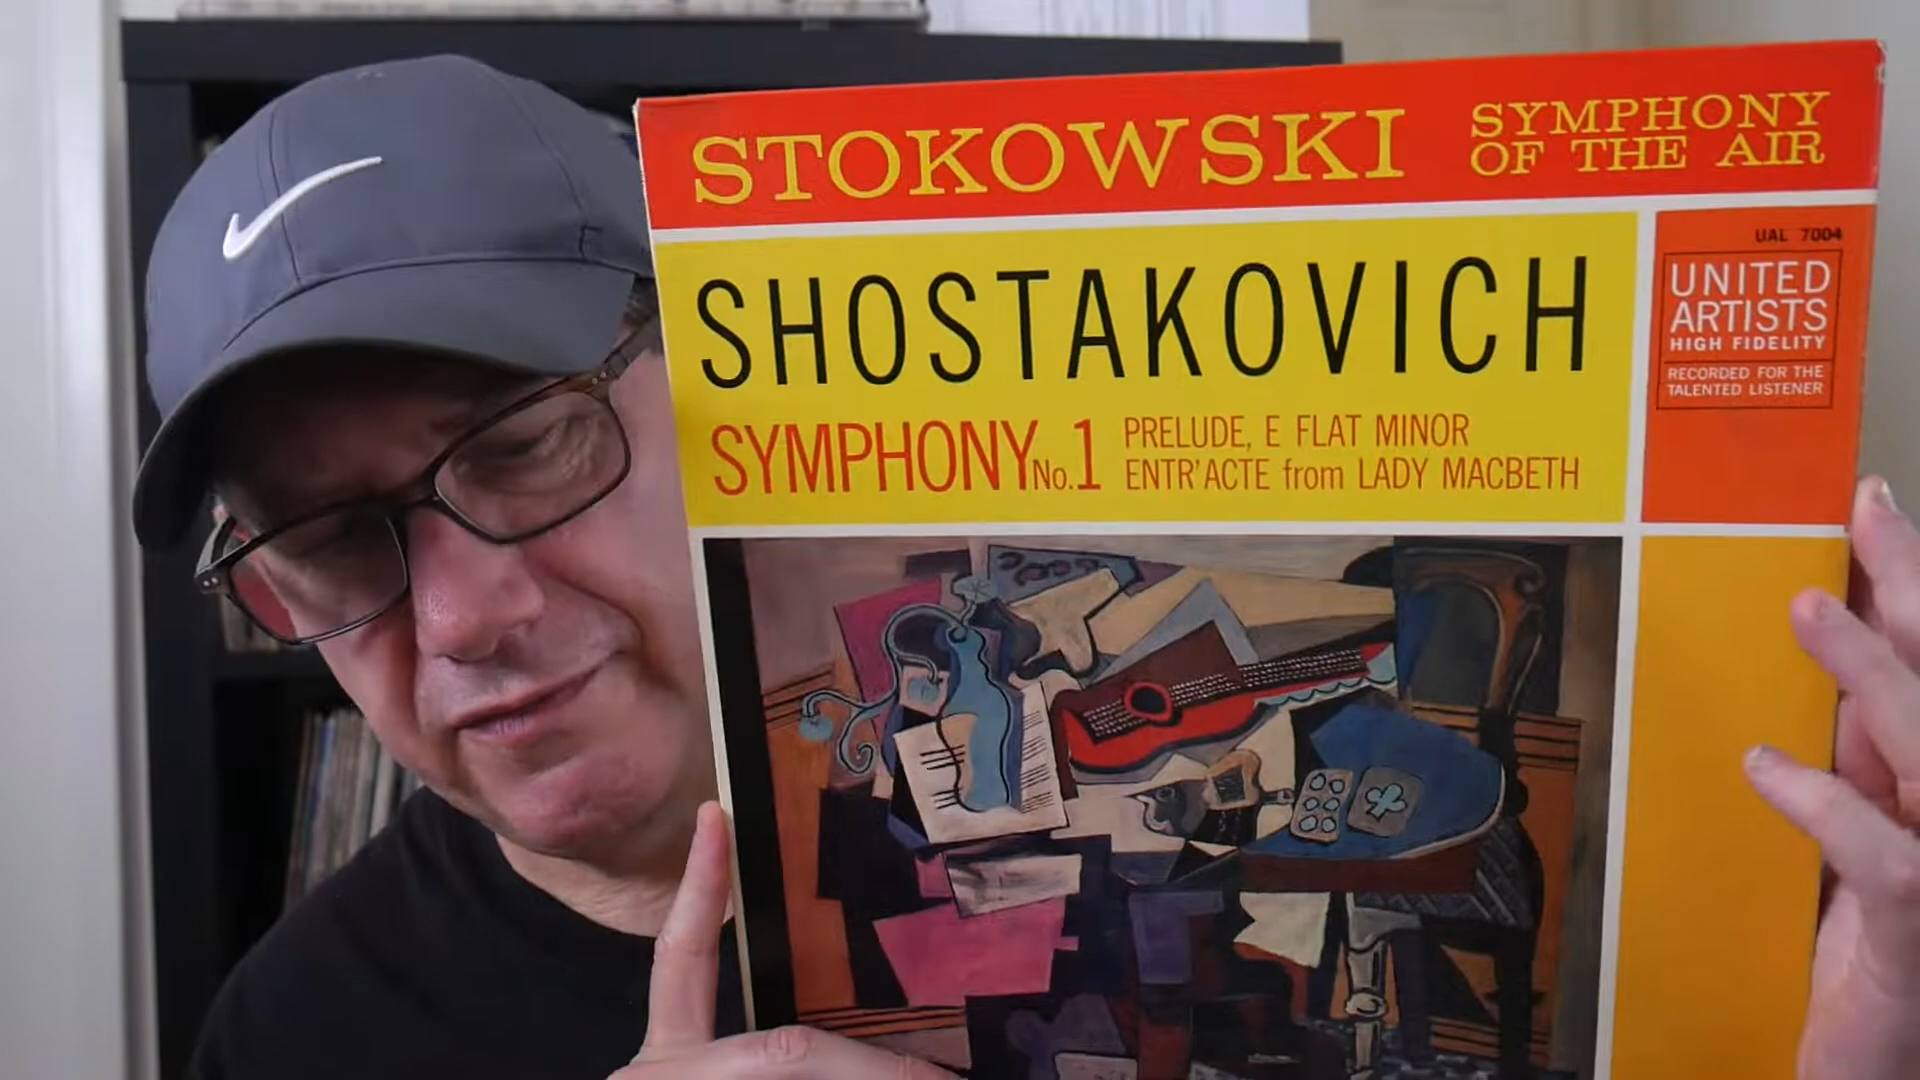 STOKOWSKI
SYMPHONY
OF THE AIR
UAL 7004
SHOSTAKOVICH
UNITED
ARTISTS
HIGH FIDELITY
RECORDED FOR THE
TALENTED LISTENER
SYMPHONY No. 1
PRELUDE, E FLAT MINOR
ENTR'ACTE from LADY MACBETH